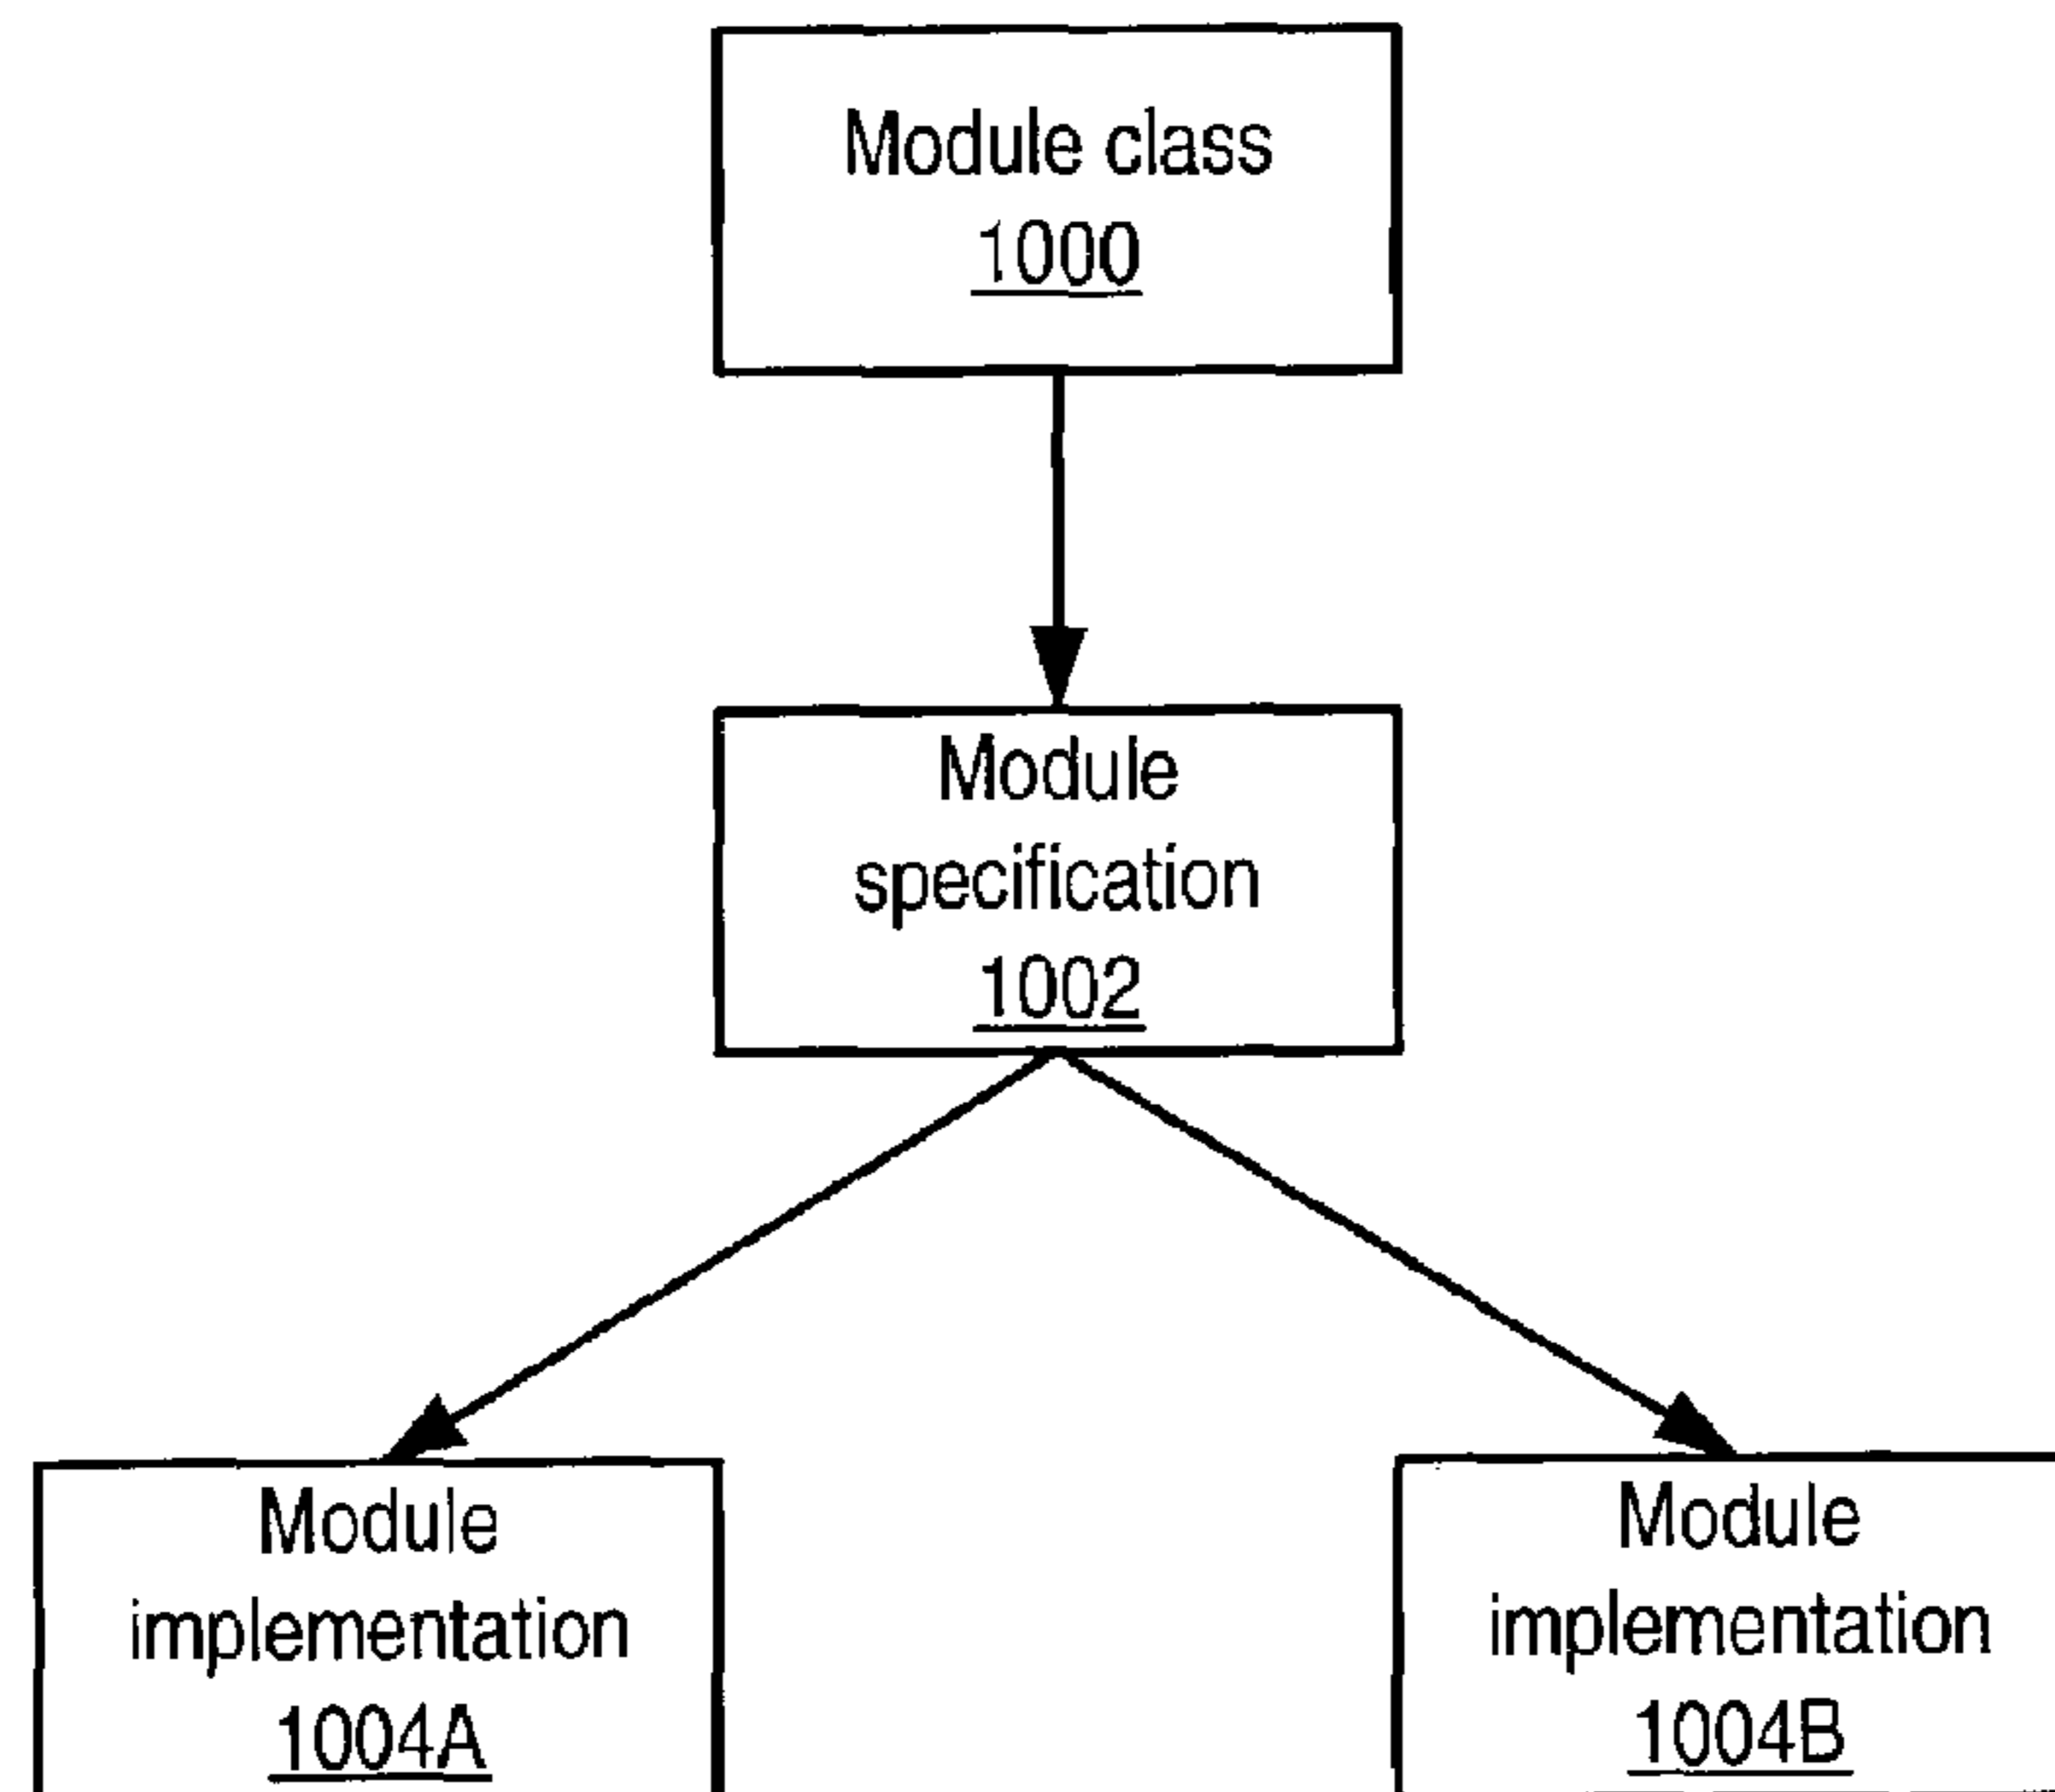 Module class
1000
Module
specification
1002
Module
implementation
1004A
Module
implementation
1004B